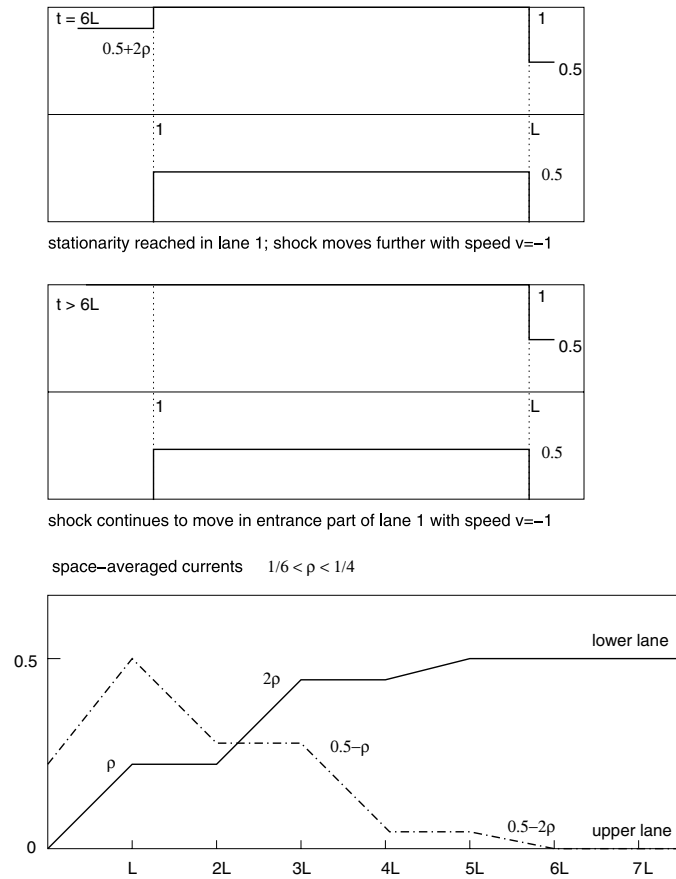 t = 6L
1
0.5+2ρ
0.5
1
L
0.5
stationarity reached in lane 1; shock moves further with speed v=−1
t > 6L
1
0.5
1
L
0.5
shock continues to move in entrance part of lane 1 with speed v=−1
space−averaged currents 1/6 < ρ < 1/4
lower lane
0.5
2ρ
0.5−ρ
ρ
0.5−2ρ
upper lane
0
L 2L 3L 4L 5L 6L 7L